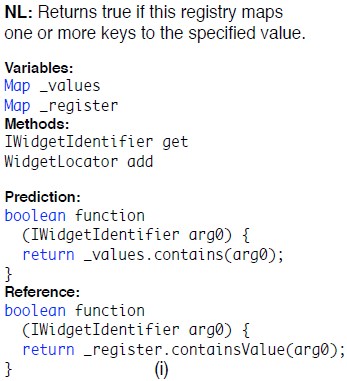 NL: Returns true if this registry maps
one or more keys to the specified value.
Variables:
Map _values
Map _register
Methods:
IWidgetIdentifier get
WidgetLocator add
Prediction:
boolean function
(IWidgetIdentifier arg0) {
return _values.contains(arg0);
}
Reference:
boolean function
(IWidgetIdentifier arg0) {
return _register.containsValue(arg0);
} (i)